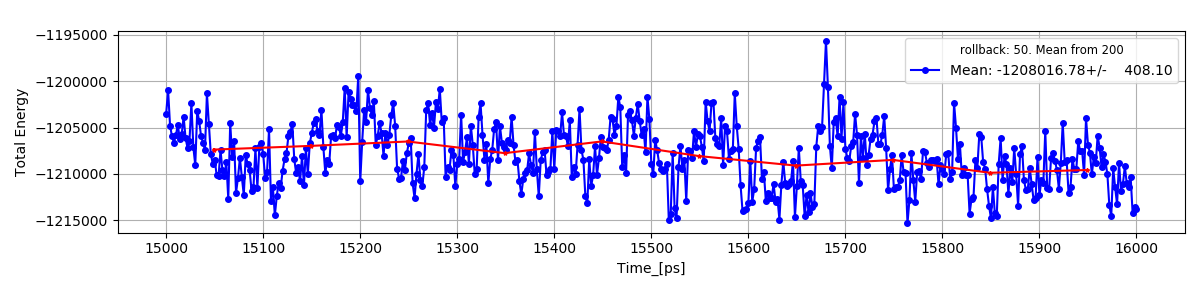 Total Energy
−1195000
−1200000
−1205000
−1210000
−1215000
rollback: 50. Mean from 200
Mean: -1208016.78+/- 408.10
15000 15100 15200 15300 15400 15500 15600 15700 15800 15900 16000
Time_[ps]